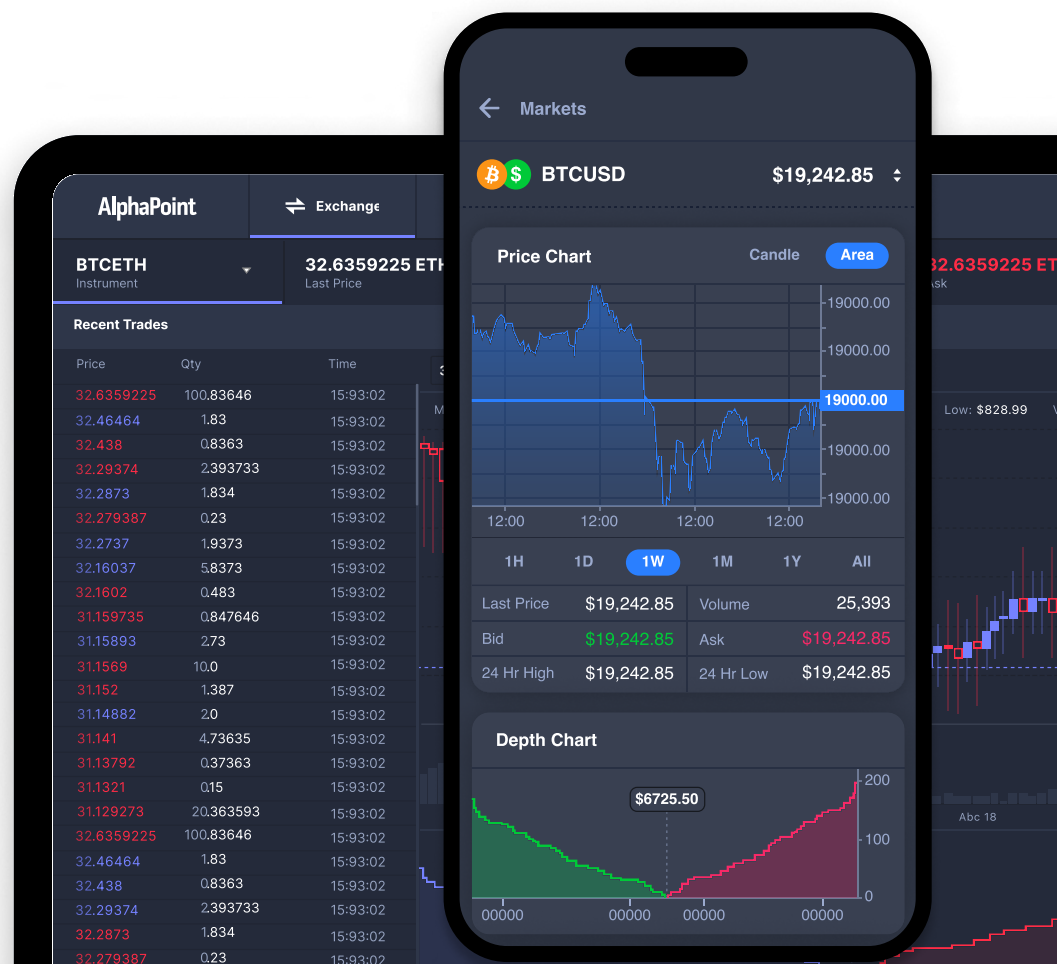 AlphaPoint
Exchange
BTCETH
Instrument
32.6359225 ETH
Last Price
Recent Trades
Price Qty Time
32.6359225 100.83646 15:93:02
32.46464 1.83 15:93:02
32.438 0.8363 15:93:02
32.29374 2.393733 15:93:02
32.2873 1.834 15:93:02
32.279387 0.23 15:93:02
32.2737 1.9373 15:93:02
32.16037 5.8373 15:93:02
32.1602 0.483 15:93:02
31.159735 0.847646 15:93:02
31.15893 2.73 15:93:02
31.1569 10.0 15:93:02
31.152 1.387 15:93:02
31.14882 2.0 15:93:02
31.141 4.73635 15:93:02
31.13792 0.37363 15:93:02
31.1321 0.15 15:93:02
31.129273 20.363593 15:93:02
32.6359225 100.83646 15:93:02
32.46464 1.83 15:93:02
32.438 0.8363 15:93:02
32.29374 2.393733 15:93:02
32.2873 1.834 15:93:02
32.279387 0.23 15:93:02
Markets
BTCUSD $19,242.85
Price Chart Candle Area
19000.00
19000.00
19000.00
19000.00
19000.00
12:00 12:00 12:00 12:00
1H 1D 1W 1M 1Y All
Last Price $19,242.85 Volume 25,393
Bid $19,242.85 Ask $19,242.85
24 Hr High $19,242.85 24 Hr Low $19,242.85
Depth Chart
$6725.50
200
100
0
00000 00000 00000 00000
32.6359225 ET
Ask
Low: $828.99
Abc 18